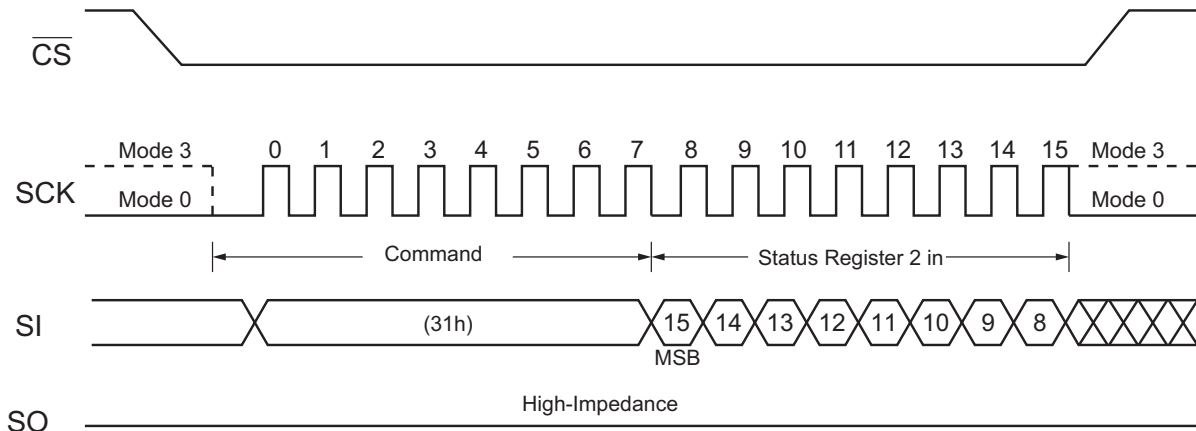 CS
Mode 3 0 1 2 3 4 5 6 7 8 9 10 11 12 13 14 15 Mode 3
SCK
Mode 0 Mode 0
Command Status Register 2 in
SI (31h) 15 14 13 12 11 10 9 8
MSB
High-Impedance
SO